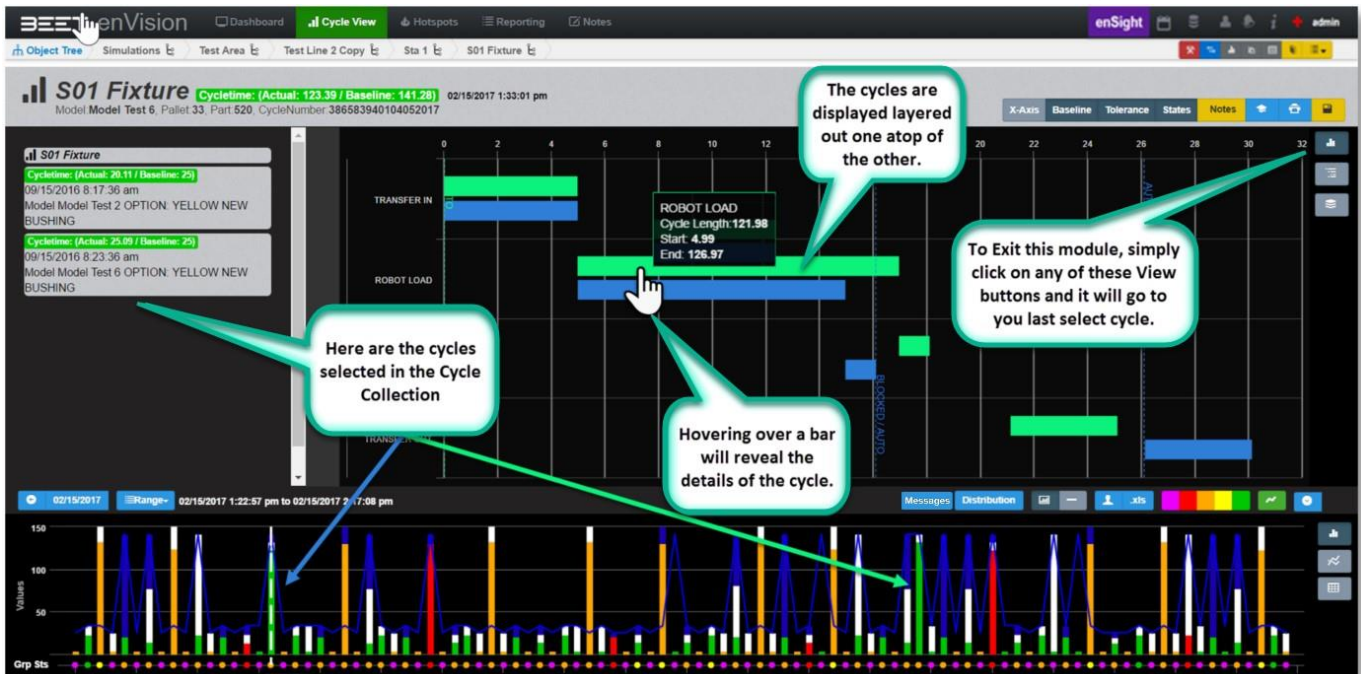 BEET enVision
Dashboard
Cycle View
Hotspots
Reporting
Notes
enSight
admin
Object Tree
Simulations
Test Area
Test Line 2 Copy
Sta 1
S01 Fixture
S01 Fixture
Cycletime: (Actual: 123.39 / Baseline: 141.28)
02/15/2017 1:33:01 pm
Model:Model Test 6, Pallet:33, Part:520, CycleNumber:386583940104052017
X-Axis
Baseline
Tolerance
States
Notes
S01 Fixture
Cycletime: (Actual: 20.11 / Baseline: 25)
09/15/2016 8:17:36 am
Model Model Test 2 OPTION: YELLOW NEW
BUSHING
Cycletime: (Actual: 25.09 / Baseline: 25)
09/15/2016 8:23:36 am
Model Model Test 6 OPTION: YELLOW NEW
BUSHING
0 2 4 6 8 10 12 20 22 24 26 28 30 32
TRANSFER IN
ROBOT LOAD
ROBOT LOAD
Cycle Length:121.98
Start: 4.99
End: 126.97
BLOCKED / AUTO
The cycles are
displayed layered
out one atop of
the other.
To Exit this module, simply
click on any of these View
buttons and it will go to
you last select cycle.
Here are the cycles
selected in the Cycle
Collection
Hovering over a bar
will reveal the
details of the cycle.
02/15/2017
Range
02/15/2017 1:22:57 pm to 02/15/2017
Messages
Distribution
.xls
150
100
50
Values
Grp Sts